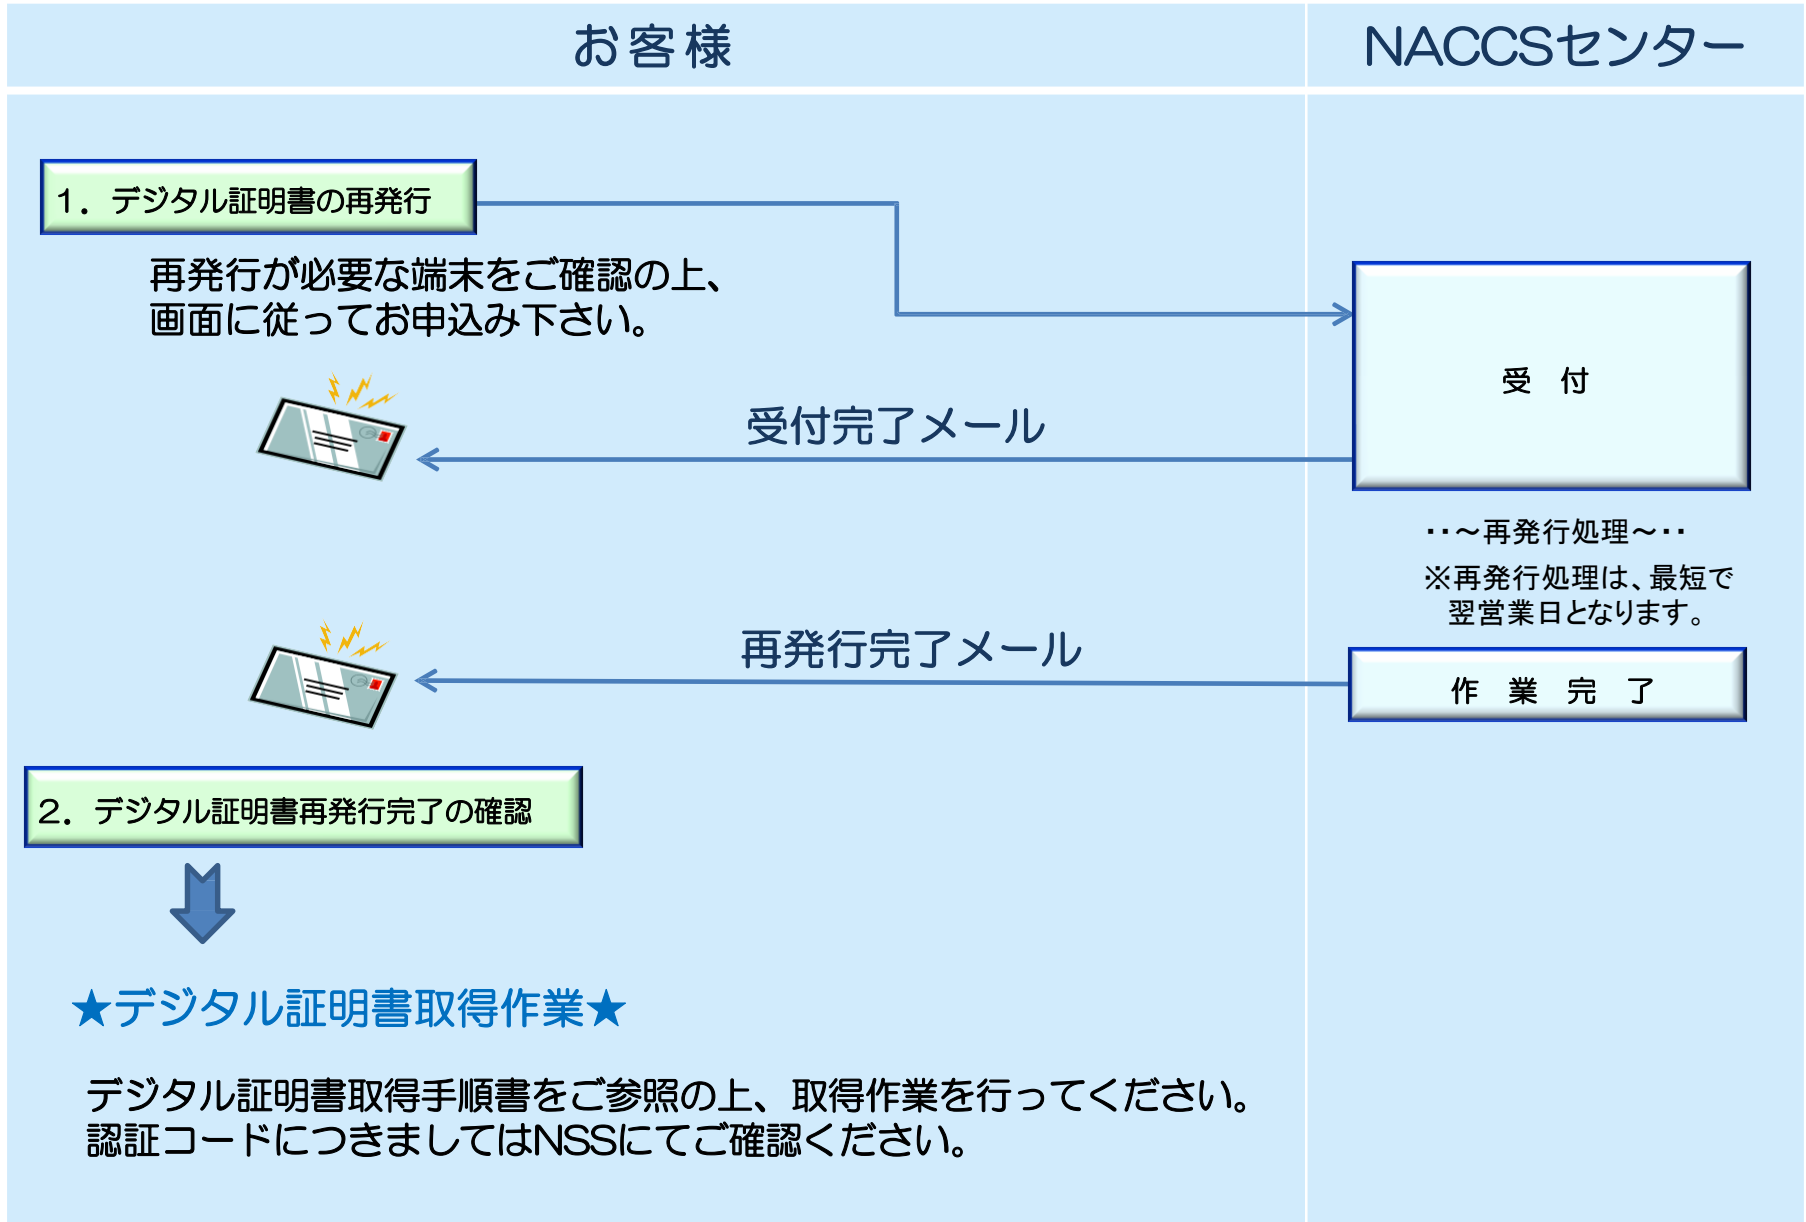 お客様
NACCSセンター
１．デジタル証明書の再発行
再発行が必要な端末をご確認の上、
画面に従ってお申込み下さい。
受　付
受付完了メール
・・～再発行処理～・・
※再発行処理は、最短で
翌営業日となります。
再発行完了メール
作　業　完　了
２．デジタル証明書再発行完了の確認
★デジタル証明書取得作業★
デジタル証明書取得手順書をご参照の上、取得作業を行ってください。
認証コードにつきましてはNSSにてご確認ください。